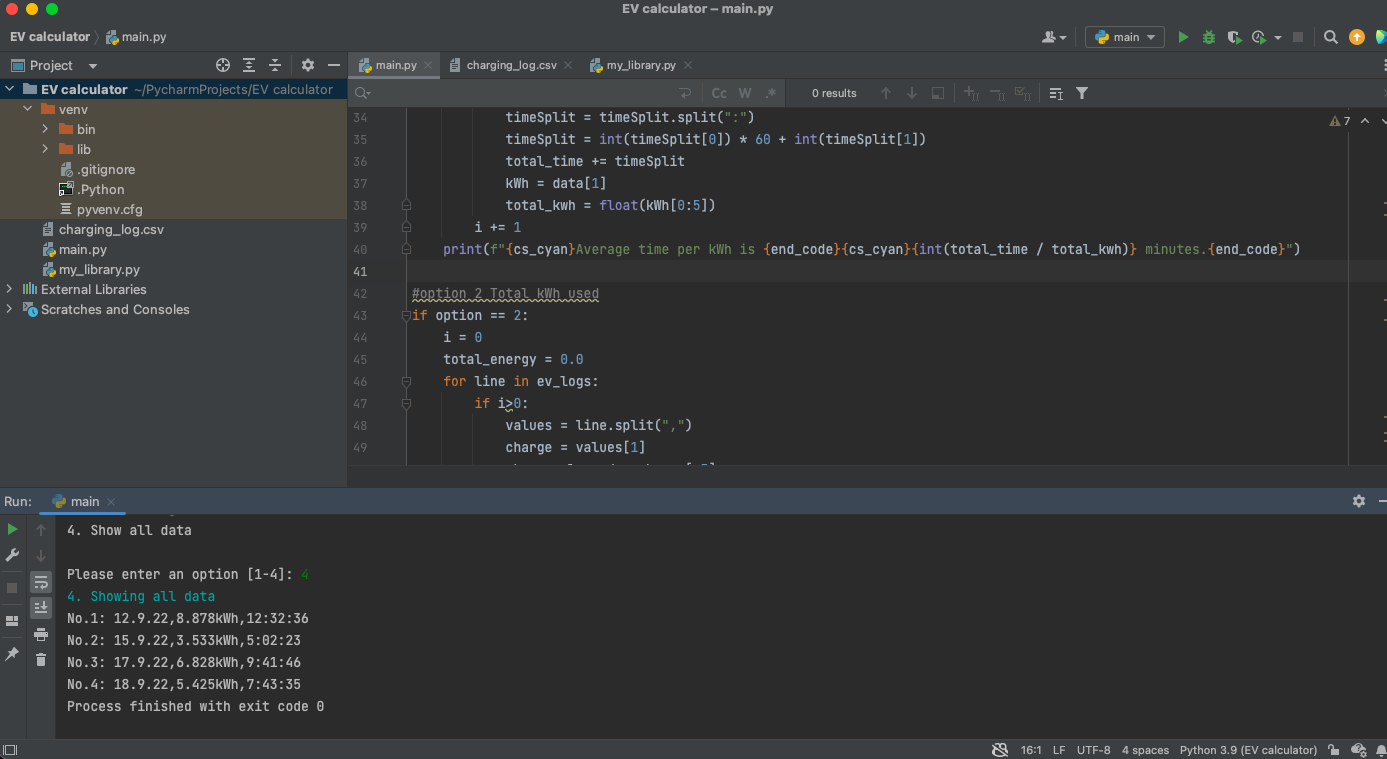 EV calculator – main.py
EV calculator
main.py
main
Project
main.py
charging_log.csv
my_library.py
EV calculator ~/PycharmProjects/EV calculator
venv
bin
lib
.gitignore
.Python
pyvenv.cfg
charging_log.csv
main.py
my_library.py
External Libraries
Scratches and Consoles
Cc W .* 0 results
7
34 timeSplit = timeSplit.split(":")
35 timeSplit = int(timeSplit[0]) * 60 + int(timeSplit[1])
36 total_time += timeSplit
37 kWh = data[1]
38 total_kwh = float(kWh[0:5])
39 i += 1
40 print(f"{cs_cyan}Average time per kWh is {end_code}{cs_cyan}{int(total_time / total_kwh)} minutes.{end_code}")
41
42 #option 2 Total kWh used
43 if option == 2:
44 i = 0
45 total_energy = 0.0
46 for line in ev_logs:
47 if i>0:
48 values = line.split(",")
49 charge = values[1]
Run: main
4. Show all data
Please enter an option [1-4]: 4
4. Showing all data
No.1: 12.9.22,8.878kWh,12:32:36
No.2: 15.9.22,3.533kWh,5:02:23
No.3: 17.9.22,6.828kWh,9:41:46
No.4: 18.9.22,5.425kWh,7:43:35
Process finished with exit code 0
16:1 LF UTF-8 4 spaces Python 3.9 (EV calculator)